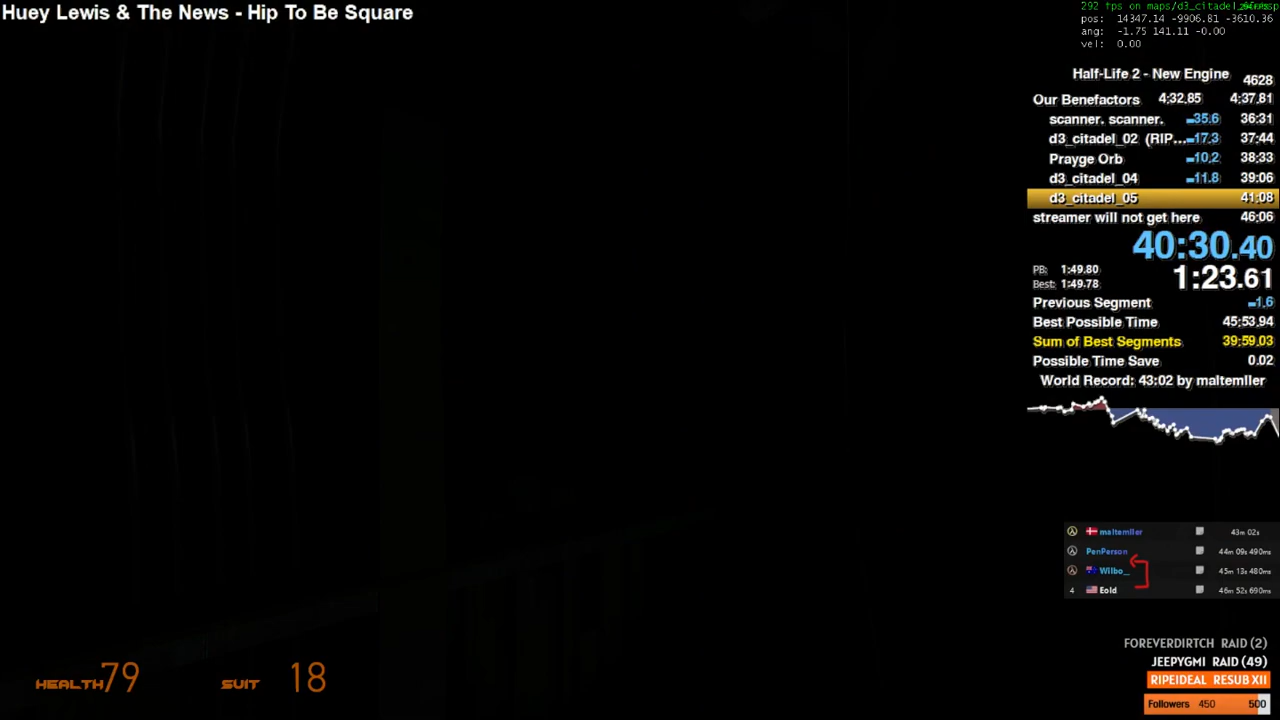 Huey Lewis & The News - Hip To Be Square
292 fps on maps/d3_citadel_
pos: 14347.14 -9906.81 -3610.36
ang: -1.75 141.11 -0.00
vel: 0.00
Half-Life 2 - New Engine
4628
Our Benefactors 4:32.85 4:37.81
scanner. scanner. -35.6 36:31
d3_citadel_02 (RIP... -17.3 37:44
Prayge Orb -10.2 38:33
d3_citadel_04 -11.8 39:06
d3_citadel_05 41:08
streamer will not get here 46:06
40:30.40
PB: 1:49.80
Best: 1:49.78
1:23.61
Previous Segment -1.6
Best Possible Time 45:53.94
Sum of Best Segments 39:59.03
Possible Time Save 0.02
World Record: 43:02 by maltemller
maltemller 43m 02s
PenPerson 44m 09s 490ms
Wilbo__ 45m 13s 480ms
4 Eold 46m 52s 690ms
FOREVERDIRTCH RAID (2)
JEEPYGMI RAID (49)
RIPEIDEAL RESUB XII
Followers 450 500
HEALTH 79 SUIT 18